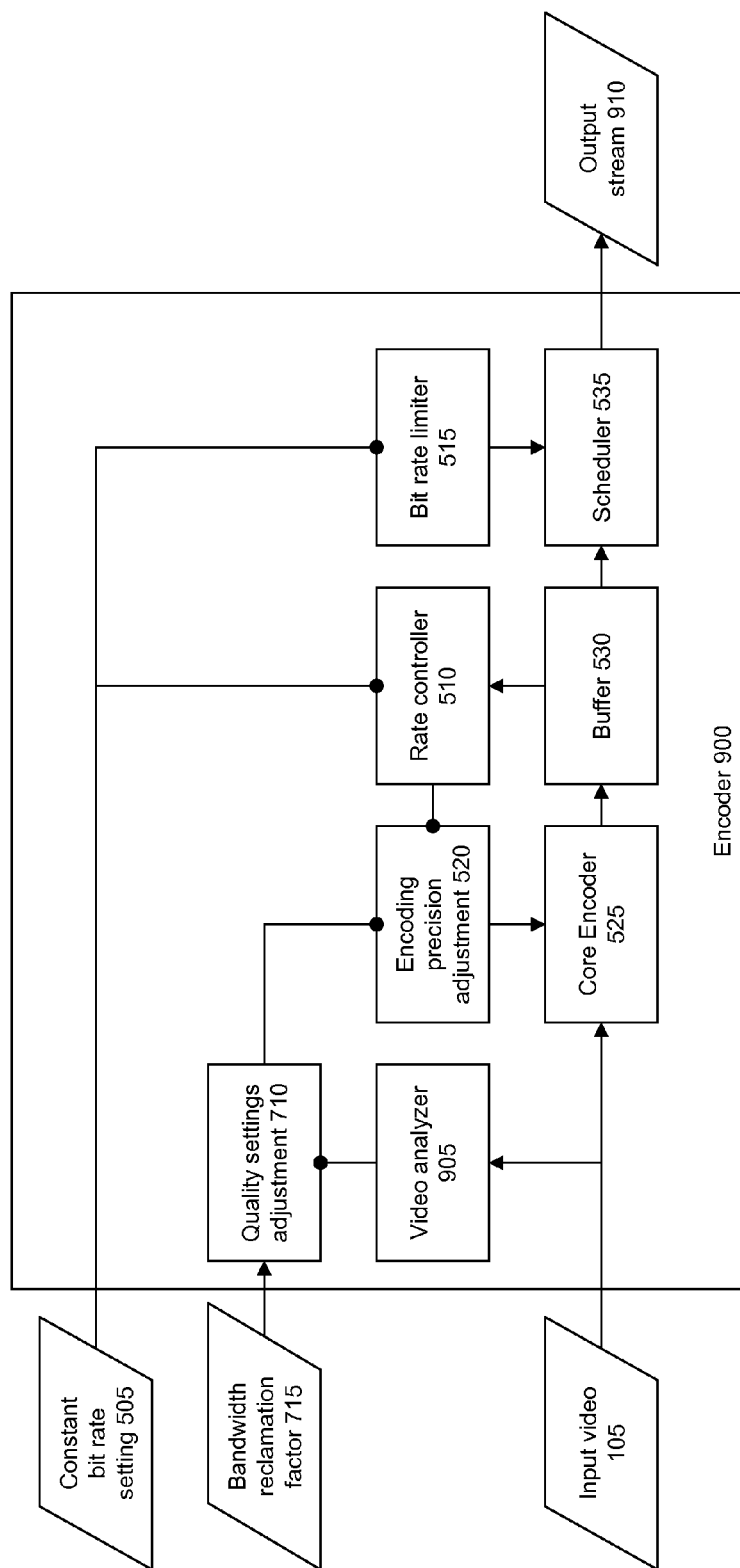 Constant
bit rate
setting 505
Bandwidth
reclamation
factor 715
Input video
105
Quality settings
adjustment 710
Video analyzer
905
Encoding
precision
adjustment 520
Core Encoder
525
Rate controller
510
Buffer 530
Bit rate limiter
515
Scheduler 535
Encoder 900
Output
stream 910